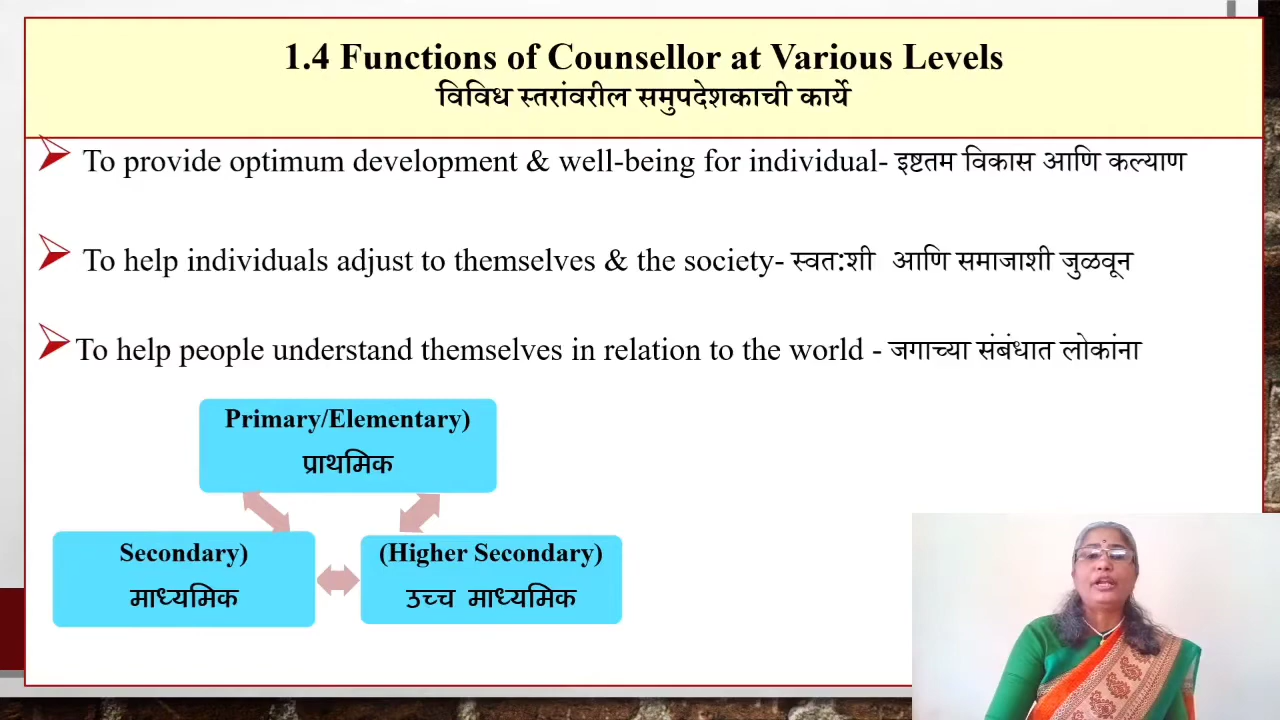 1.4 Functions of Counsellor at Various Levels
विविध स्तरांवरील समुपदेशकाची कार्ये
To provide optimum development & well-being for individual- इष्टतम विकास आणि कल्याण
To help individuals adjust to themselves & the society- स्वत:शी आणि समाजाशी जुळवून
To help people understand themselves in relation to the world - जगाच्या संबंधात लोकांना
Primary/Elementary)
प्राथमिक
Secondary)
माध्यमिक
(Higher Secondary)
उच्च माध्यमिक